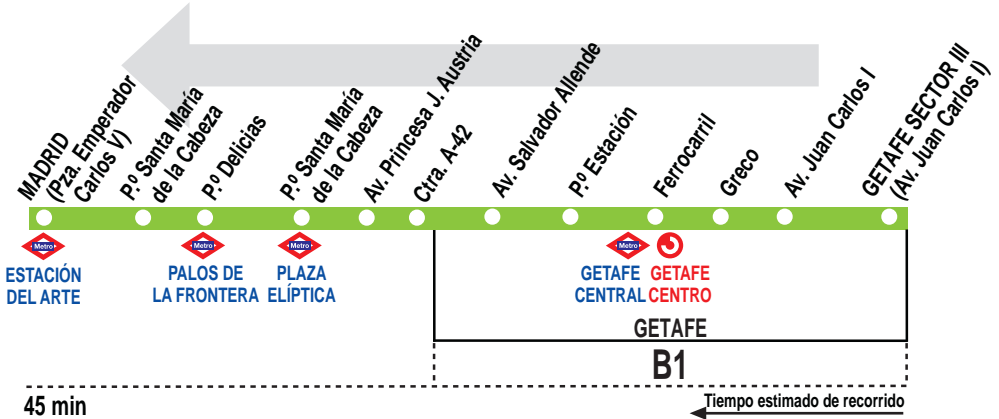 MADRID
(Pza. Emperador
Carlos V)
P.º Santa María
de la Cabeza
P.º Delicias
P.º Santa María
de la Cabeza
Av. Princesa J. Austria
Ctra. A-42
Av. Salvador Allende
P.º Estación
Ferrocarril
Greco
Av. Juan Carlos I
GETAFE SECTOR III
(Av. Juan Carlos I)
Metro
ESTACIÓN
DEL ARTE
Metro
PALOS DE
LA FRONTERA
Metro
PLAZA
ELÍPTICA
Metro
GETAFE
CENTRAL
GETAFE
CENTRO
GETAFE
B1
45 min
Tiempo estimado de recorrido